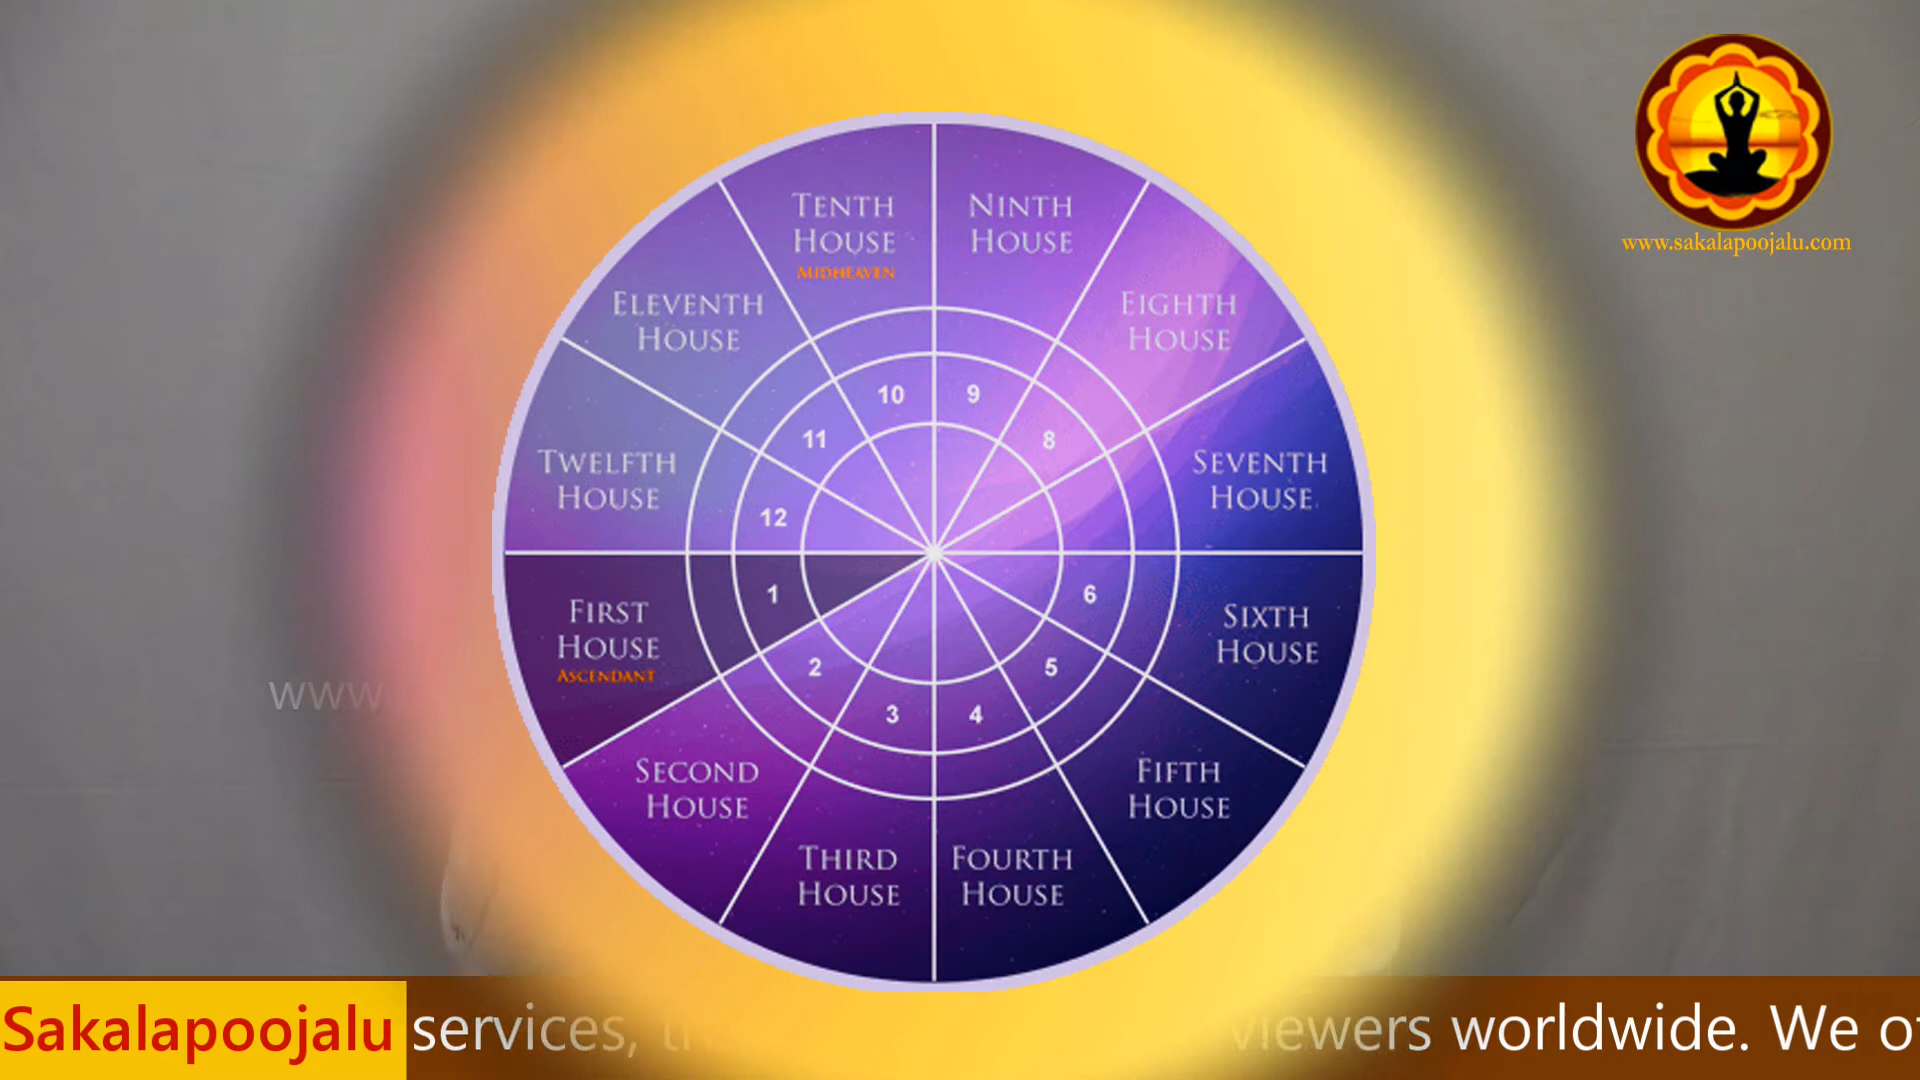 www.sakalapoojalu.com
TENTH
HOUSE
MIDHEAVEN
NINTH
HOUSE
ELEVENTH
HOUSE
EIGHTH
HOUSE
10
9
11
8
TWELFTH
HOUSE
SEVENTH
HOUSE
12
1
6
FIRST
HOUSE
ASCENDANT
SIXTH
HOUSE
2
5
www
3
4
SECOND
HOUSE
FIFTH
HOUSE
THIRD
HOUSE
FOURTH
HOUSE
Sakalapoojalu services, viewers worldwide. We